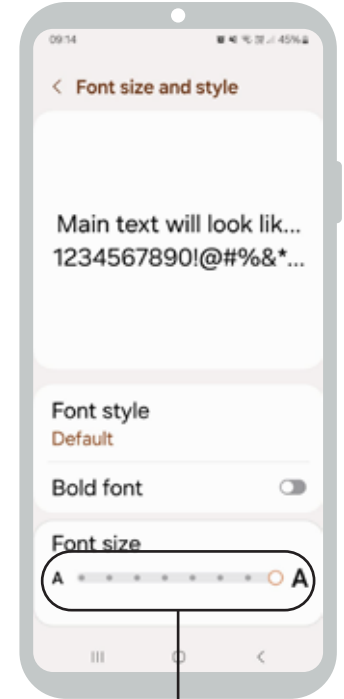 09:14 45%
< Font size and style
Main text will look lik...
1234567890!@#%&*...
Font style
Default
Bold font
Font size
A A